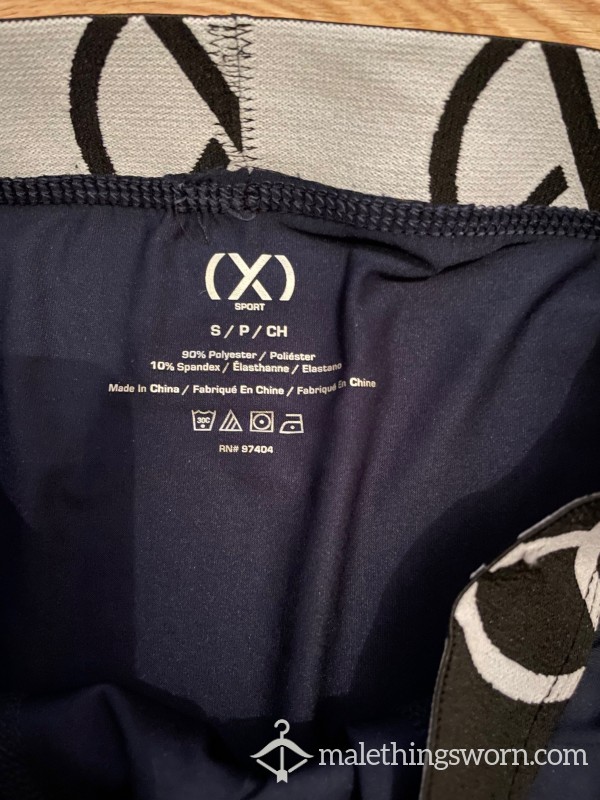 (X)
SPORT
S / P / CH
90% Polyester / Poliéster
10% Spandex / Élasthanne / Elastano
Made In China / Fabriqué En Chine / Fabriqué En Chine
30C
RN# 97404
malethingsworn.com